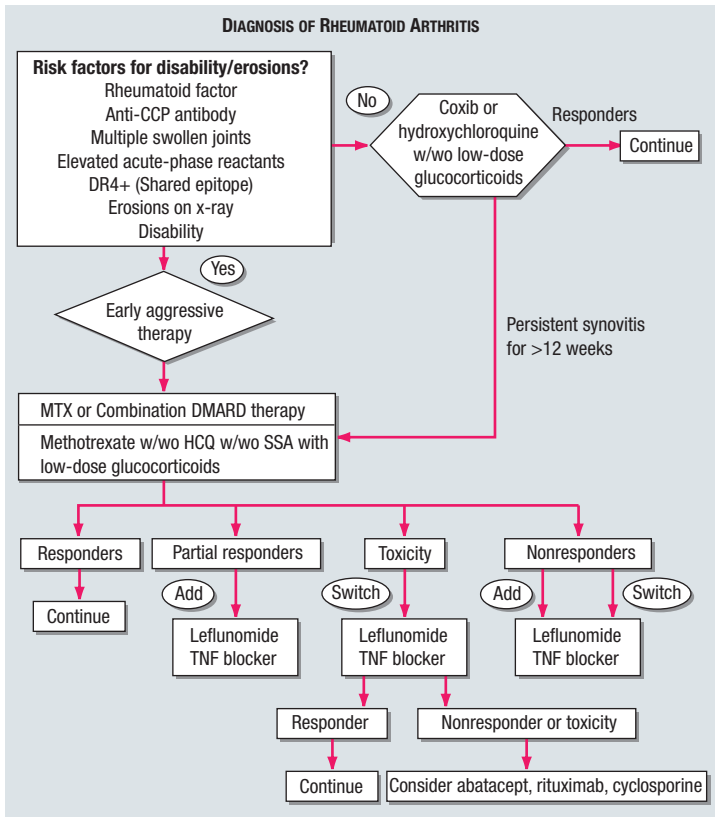 DIAGNOSIS OF RHEUMATOID ARTHRITIS
Risk factors for disability/erosions?
Rheumatoid factor
Anti-CCP antibody
Multiple swollen joints
Elevated acute-phase reactants
DR4+ (Shared epitope)
Erosions on x-ray
Disability
No
Coxib or
hydroxychloroquine
w/wo low-dose
glucocorticoids
Responders
Continue
Yes
Early aggressive
therapy
Persistent synovitis
for >12 weeks
MTX or Combination DMARD therapy
Methotrexate w/wo HCQ w/wo SSA with
low-dose glucocorticoids
Responders
Partial responders
Toxicity
Nonresponders
Continue
Add
Switch
Add
Switch
Leflunomide
TNF blocker
Leflunomide
TNF blocker
Leflunomide
TNF blocker
Responder
Nonresponder or toxicity
Continue
Consider abatacept, rituximab, cyclosporine